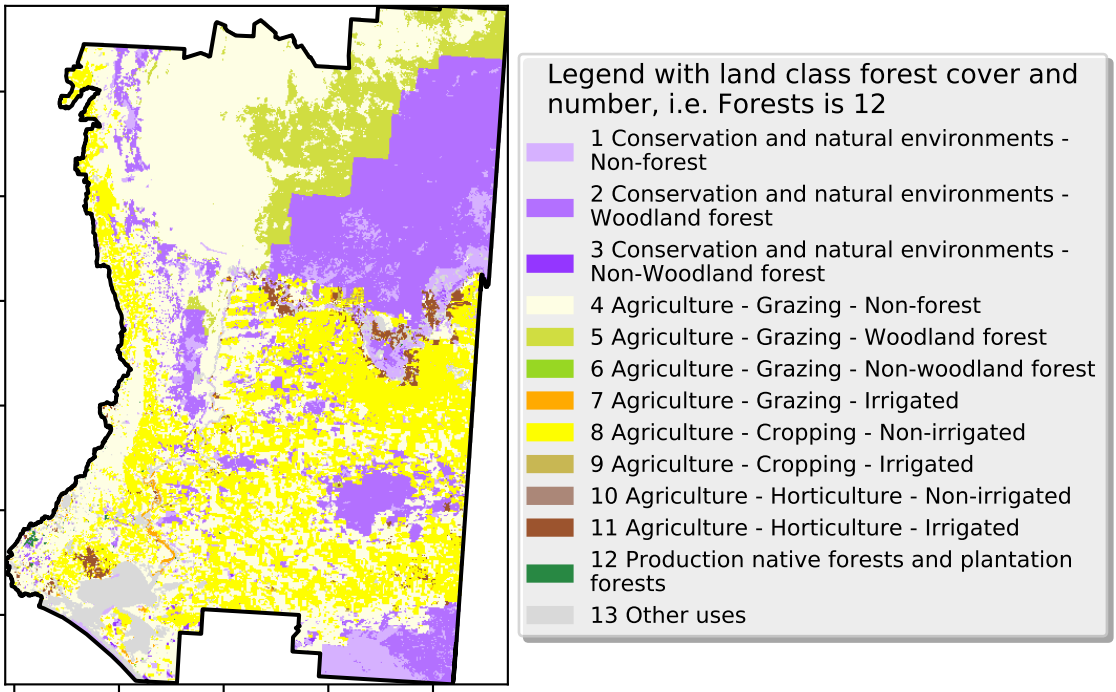 Legend with land class forest cover and
number, i.e. Forests is 12
1 Conservation and natural environments -
Non-forest
2 Conservation and natural environments -
Woodland forest
3 Conservation and natural environments -
Non-Woodland forest
4 Agriculture - Grazing - Non-forest
5 Agriculture - Grazing - Woodland forest
6 Agriculture - Grazing - Non-woodland forest
7 Agriculture - Grazing - Irrigated
8 Agriculture - Cropping - Non-irrigated
9 Agriculture - Cropping - Irrigated
10 Agriculture - Horticulture - Non-irrigated
11 Agriculture - Horticulture - Irrigated
12 Production native forests and plantation
forests
13 Other uses